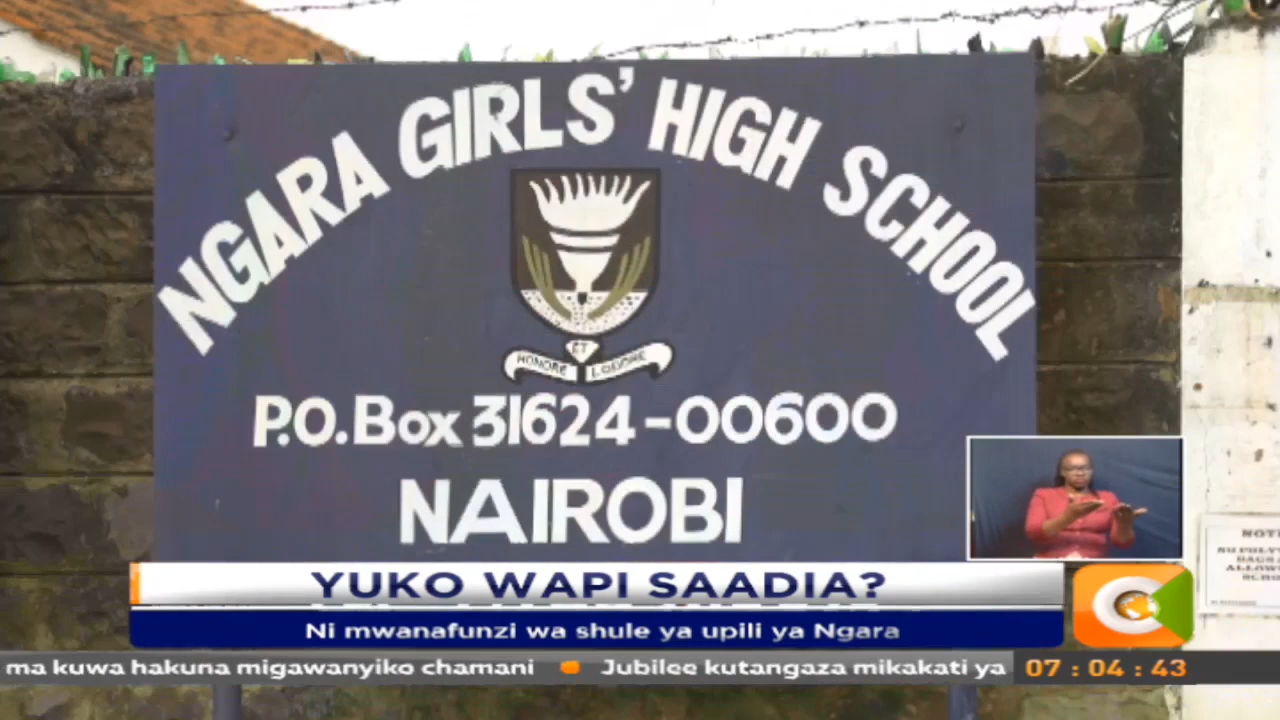 NGARA GIRLS' HIGH SCHOOL
HONORE ET LABORE
P.O.Box 31624-00600
NAIROBI
YUKO WAPI SAADIA?
Ni mwanafunzi wa shule ya upili ya Ngara
ma kuwa hakuna migawanyiko chamani Jubilee kutangaza mikakati ya
07:04:43